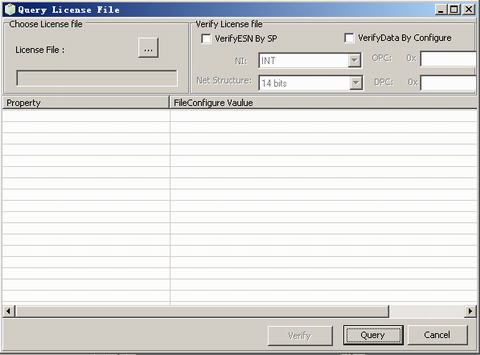 Query License File
Choose License file
License File :
...
Verify License file
VerifyESN By SP
VerifyData By Configure
NI:
INT
OPC:
0x
Net Structure:
14 bits
DPC:
0x
Property
FileConfigure Vaulue
Verify
Query
Cancel